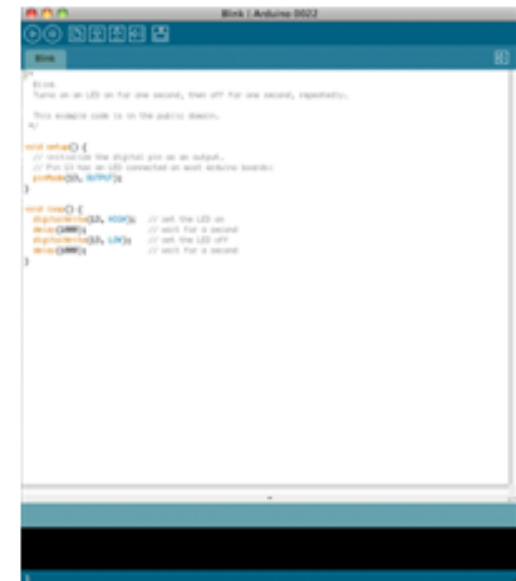 Blink | Arduino 0022
Blink
/*
Blink
Turns on an LED on for one second, then off for one second, repeatedly.
This example code is in the public domain.
*/
void setup() {
// initialize the digital pin as an output.
// Pin 13 has an LED connected on most Arduino boards:
pinMode(13, OUTPUT);
}
void loop() {
digitalWrite(13, HIGH); // set the LED on
delay(1000); // wait for a second
digitalWrite(13, LOW); // set the LED off
delay(1000); // wait for a second
}